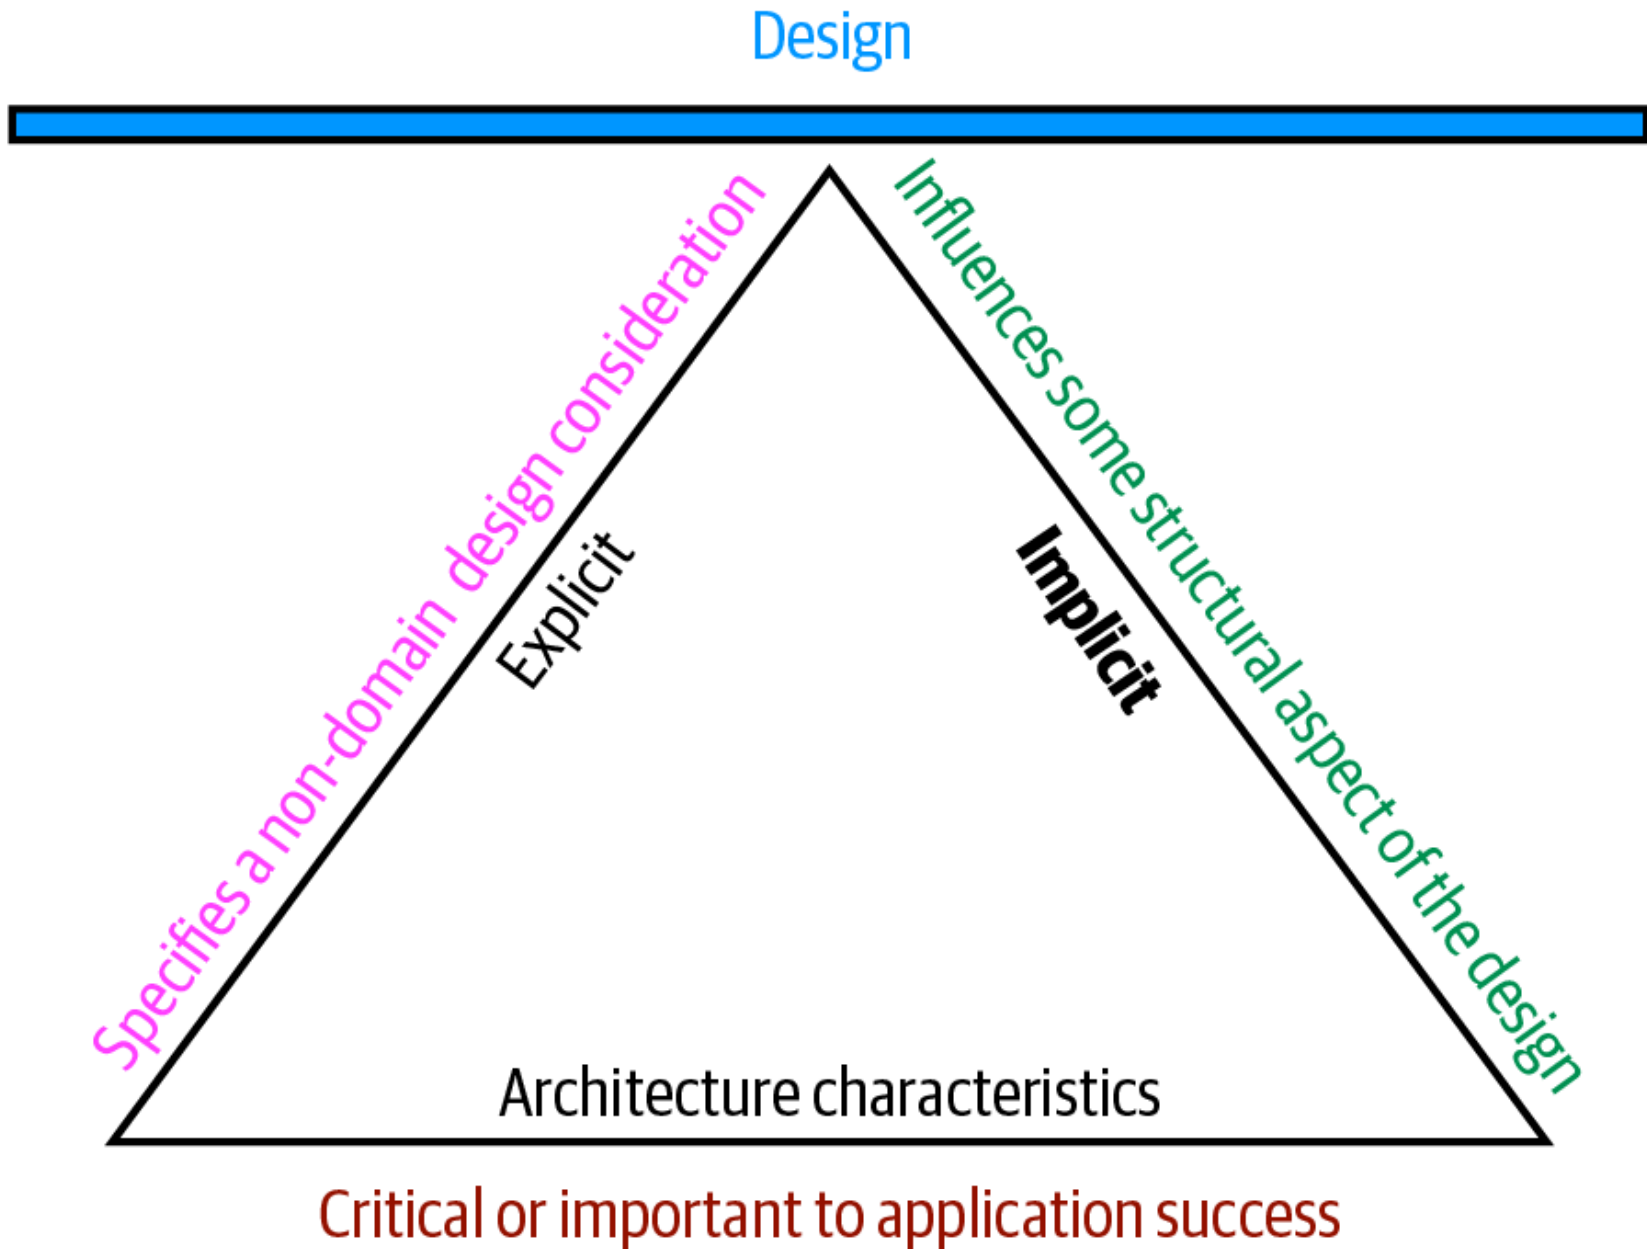 Design
Specifies a non-domain design consideration
Influences some structural aspect of the design
Explicit
Implicit
Architecture characteristics
Critical or important to application success